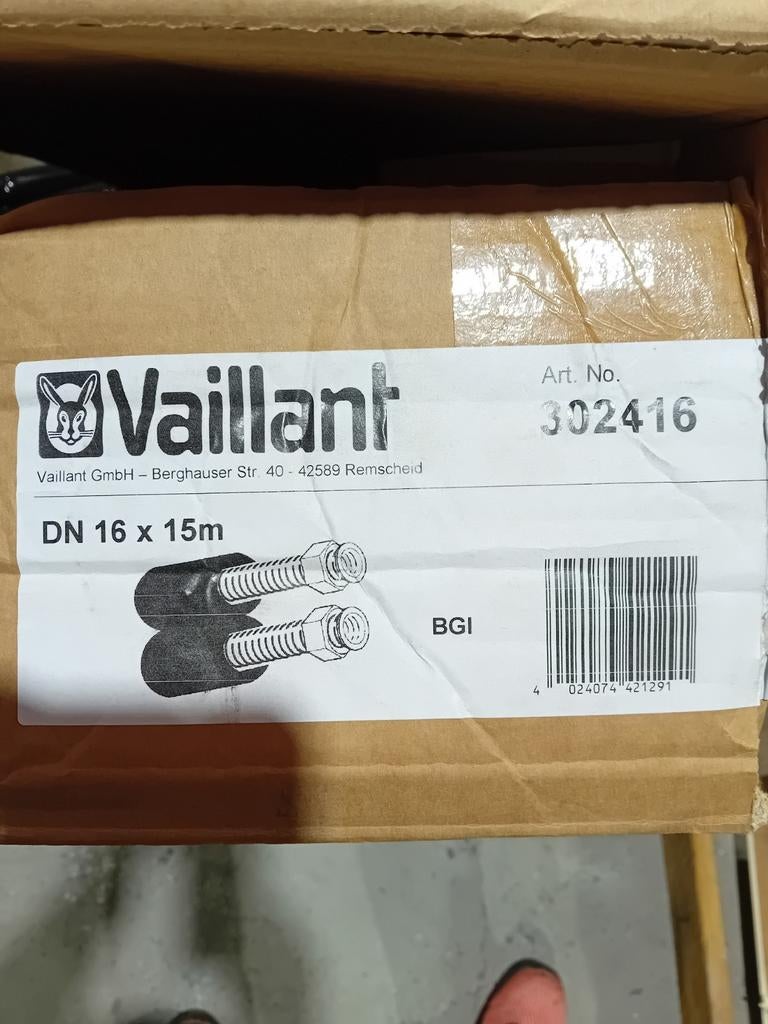 Vaillant
Art. No.
302416
Vaillant GmbH – Berghauser Str. 40 - 42589 Remscheid
DN 16 x 15m
BGI
4 024074 421291